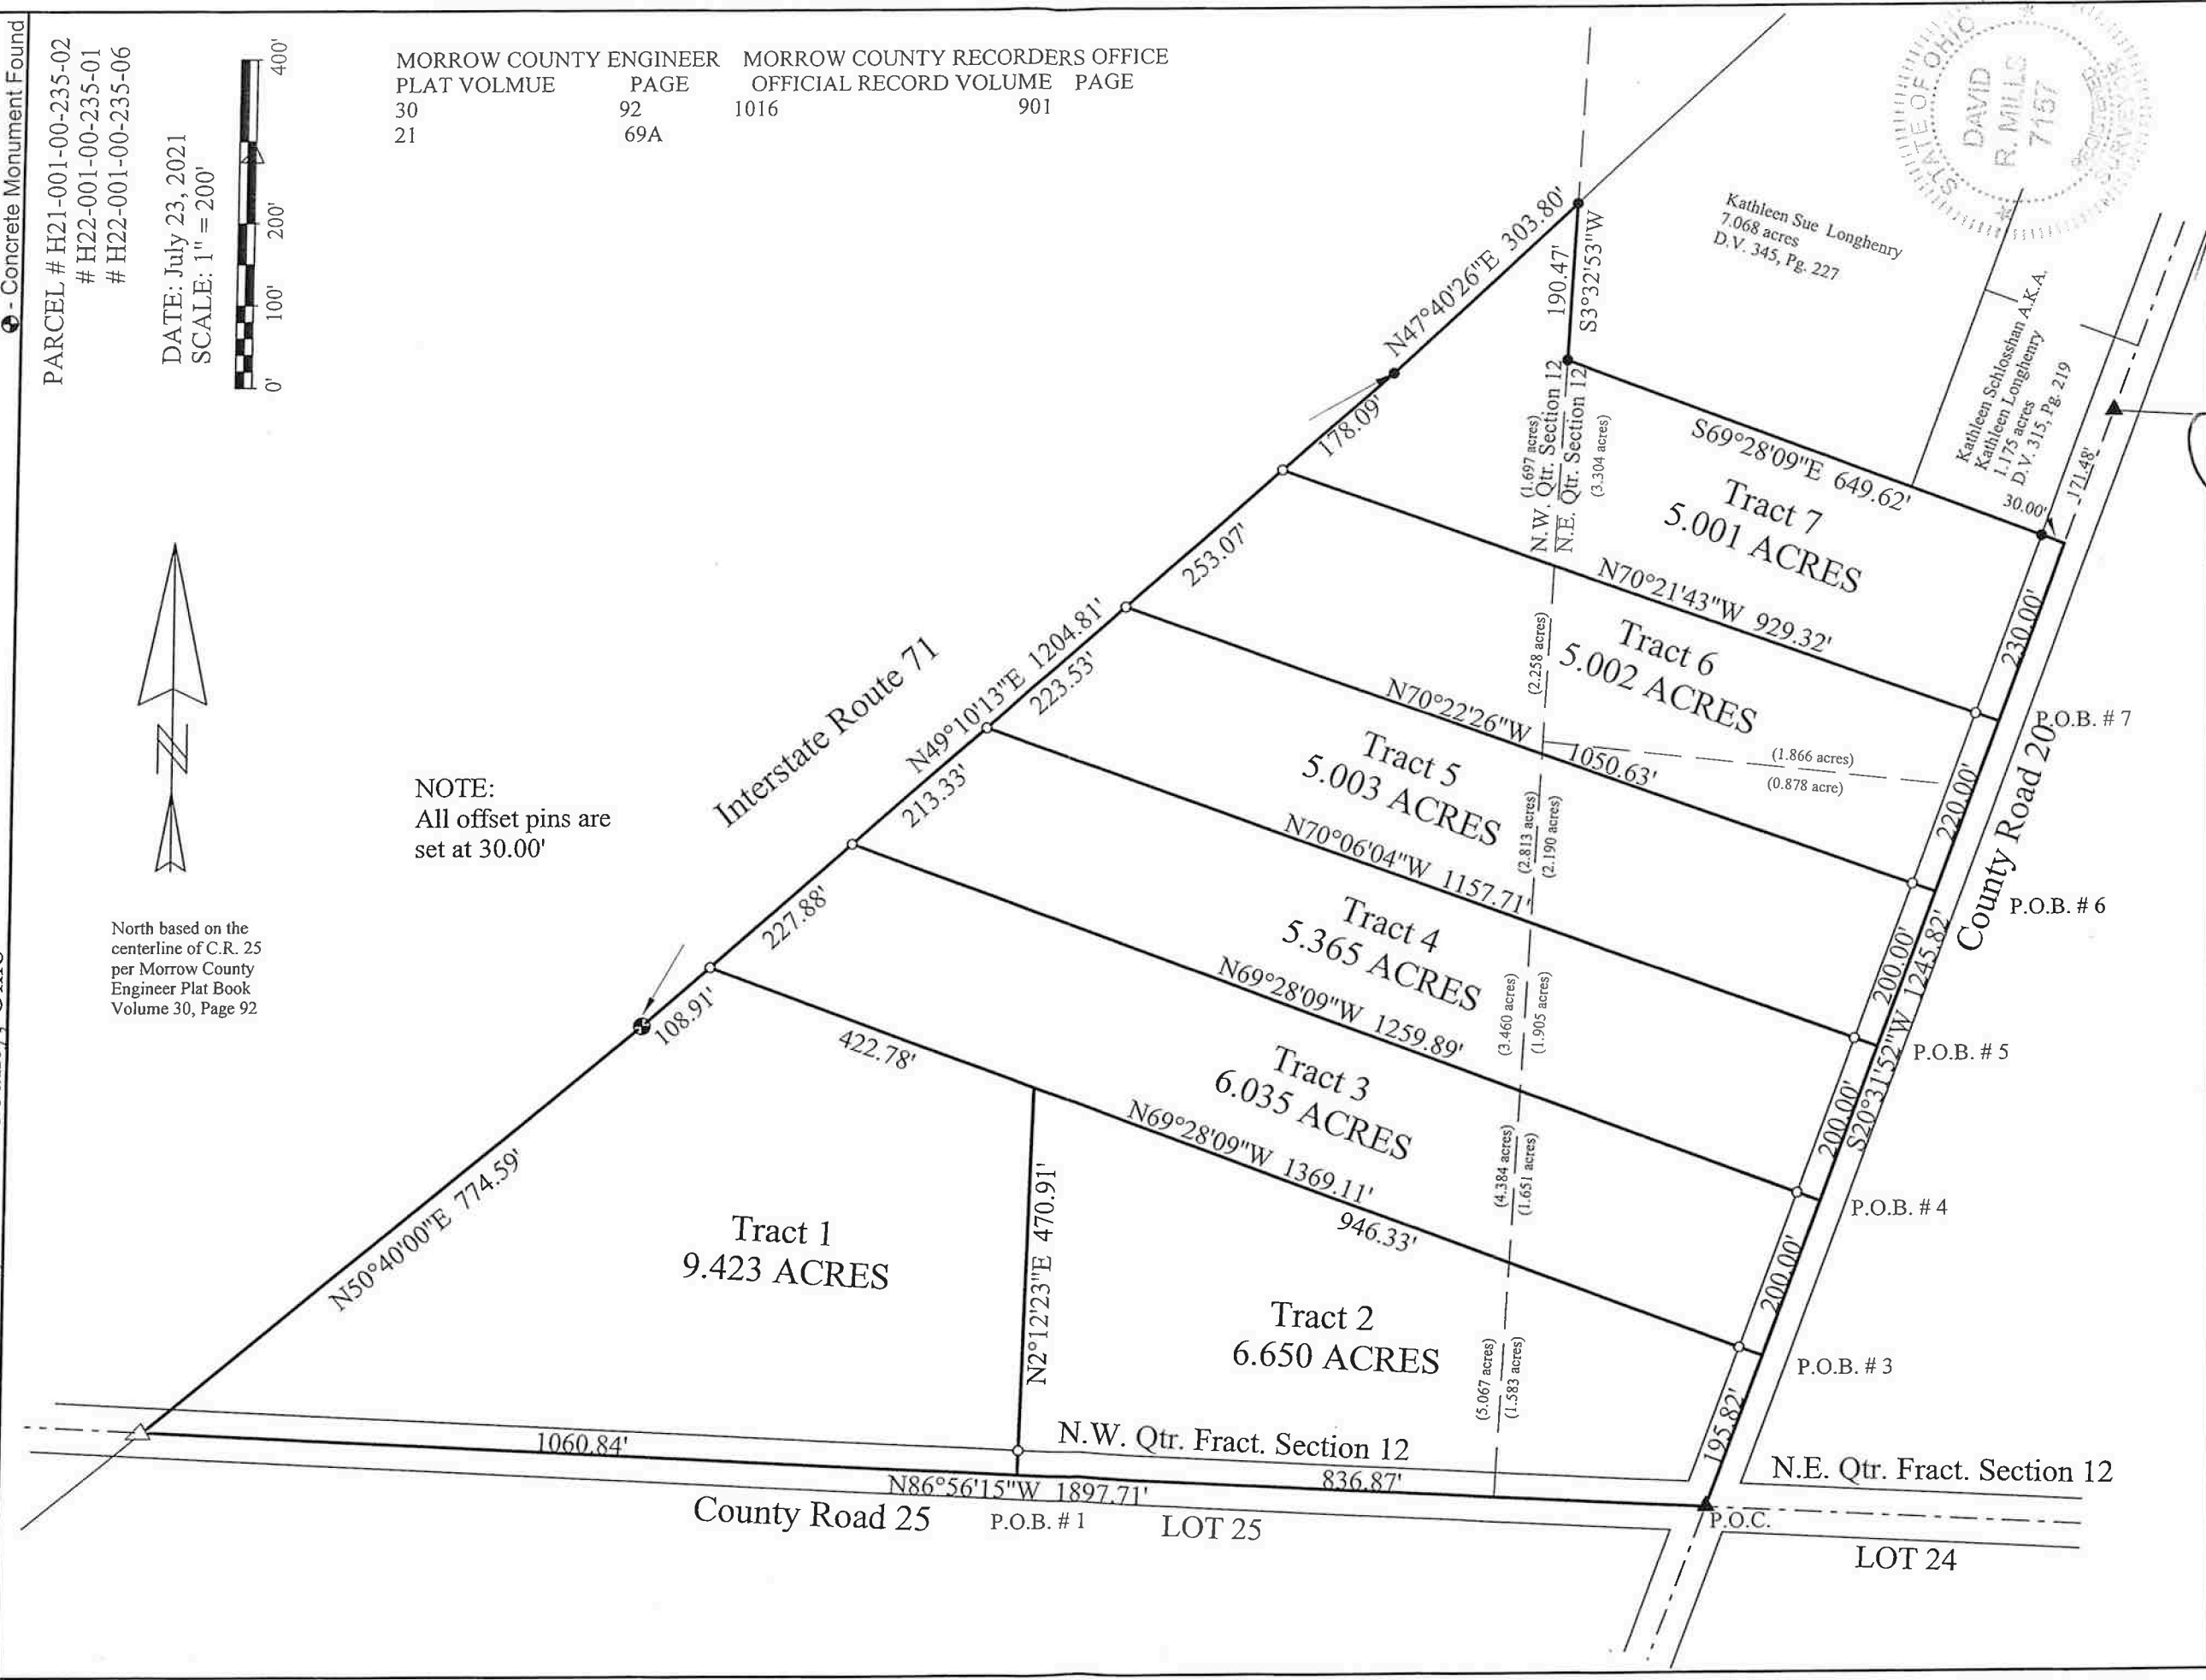 ⊕ - Concrete Monument Found
PARCEL # H21-001-00-235-02
# H22-001-00-235-01
# H22-001-00-235-06
DATE: July 23, 2021
SCALE: 1" = 200'
0' 100' 200' 400'
MORROW COUNTY ENGINEER MORROW COUNTY RECORDERS OFFICE
PLAT VOLMUE PAGE OFFICIAL RECORD VOLUME PAGE
30 92 1016 901
21 69A
STATE OF OHIO
DAVID
R. MILLS
7157
REGISTERED
SURVEYOR
Kathleen Sue Longhenry
7.068 acres
D.V. 345, Pg. 227
Kathleen Schlosshan A.K.A.
Kathleen Longhenry
1.175 acres
D.V. 315, Pg. 219
30.00'
171.48'
N47°40'26"E 303.80'
190.47'
S3°32'53"W
178.09'
N.W. Qtr. Section 12
N.E. Qtr. Section 12
(1.697 acres)
(3.304 acres)
S69°28'09"E 649.62'
Tract 7
5.001 ACRES
N70°21'43"W 929.32'
230.00'
P.O.B. # 7
253.07'
Tract 6
5.002 ACRES
(2.258 acres)
(1.866 acres)
(0.878 acre)
N70°22'26"W 1050.63'
220.00'
County Road 20
P.O.B. # 6
Interstate Route 71
N49°10'13"E 1204.81'
223.53'
Tract 5
5.003 ACRES
(2.813 acres)
(2.190 acres)
N70°06'04"W 1157.71'
200.00'
S20°31'52"W 1245.82'
P.O.B. # 5
213.33'
Tract 4
5.365 ACRES
(3.460 acres)
(1.905 acres)
N69°28'09"W 1259.89'
200.00'
P.O.B. # 4
227.88'
Tract 3
6.035 ACRES
(4.384 acres)
(1.651 acres)
422.78'
N69°28'09"W 1369.11'
946.33'
200.00'
P.O.B. # 3
NOTE:
All offset pins are
set at 30.00'
N
North based on the
centerline of C.R. 25
per Morrow County
Engineer Plat Book
Volume 30, Page 92
108.91'
N50°40'00"E 774.59'
Tract 1
9.423 ACRES
N2°12'23"E 470.91'
Tract 2
6.650 ACRES
(5.067 acres)
(1.583 acres)
195.82'
N.W. Qtr. Fract. Section 12
N.E. Qtr. Fract. Section 12
1060.84'
836.87'
N86°56'15"W 1897.71'
County Road 25
P.O.B. # 1
LOT 25
P.O.C.
LOT 24